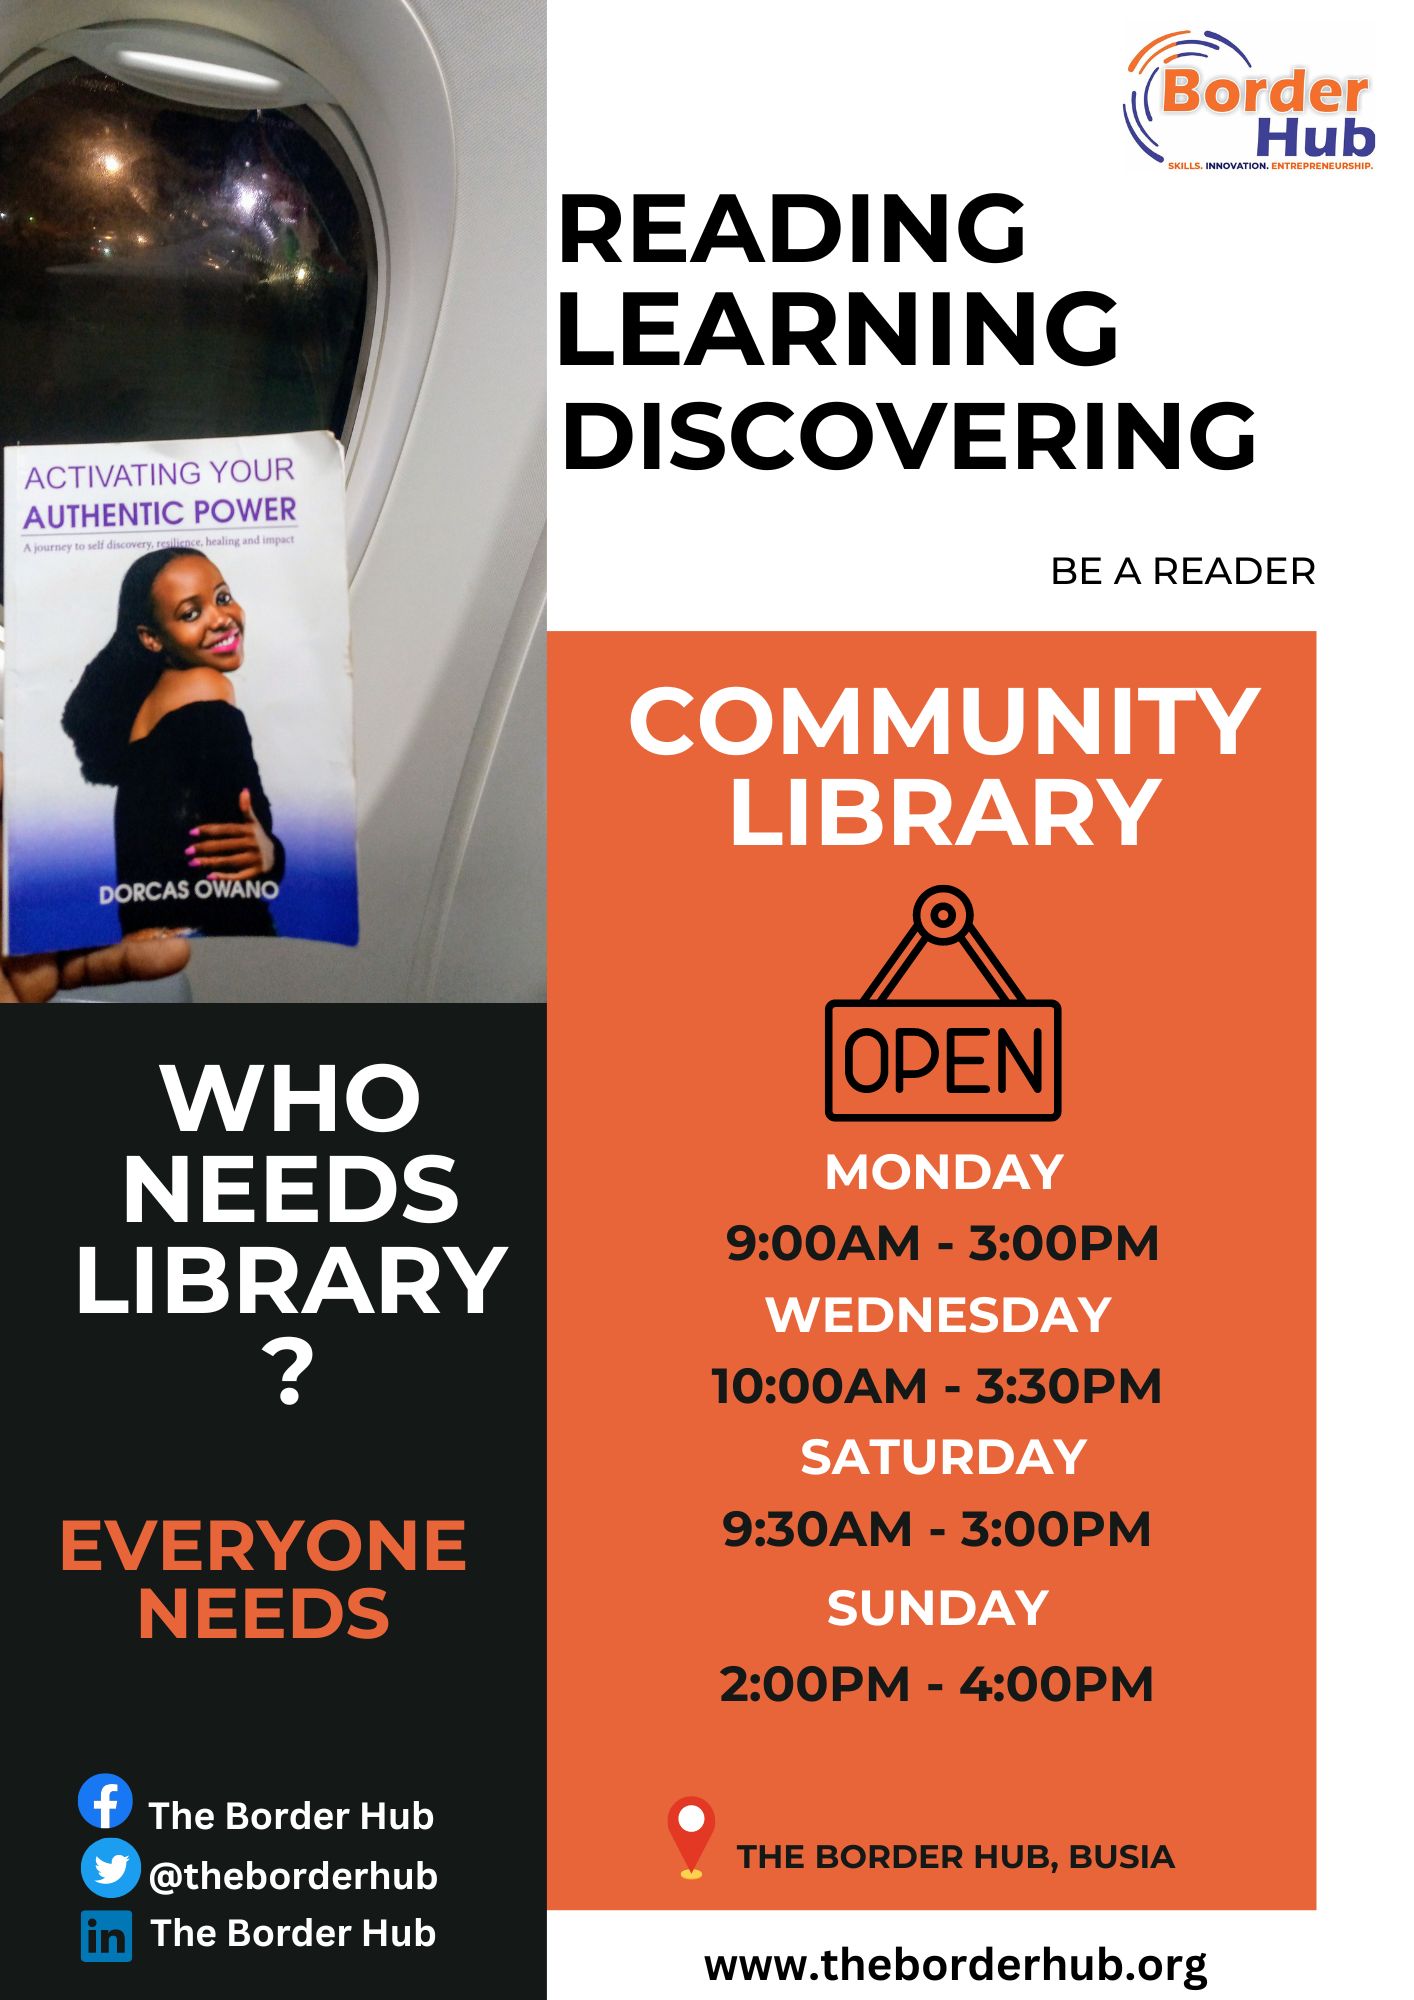 Border
Hub
SKILLS. INNOVATION. ENTREPRENEURSHIP.
READING
LEARNING
DISCOVERING
BE A READER
ACTIVATING YOUR
AUTHENTIC POWER
A journey to self discovery, resilience, healing and impact
DORCAS OWANO
COMMUNITY
LIBRARY
OPEN
MONDAY
9:00AM - 3:00PM
WEDNESDAY
10:00AM - 3:30PM
SATURDAY
9:30AM - 3:00PM
SUNDAY
2:00PM - 4:00PM
THE BORDER HUB, BUSIA
WHO
NEEDS
LIBRARY
?
EVERYONE
NEEDS
The Border Hub
@theborderhub
in The Border Hub
www.theborderhub.org